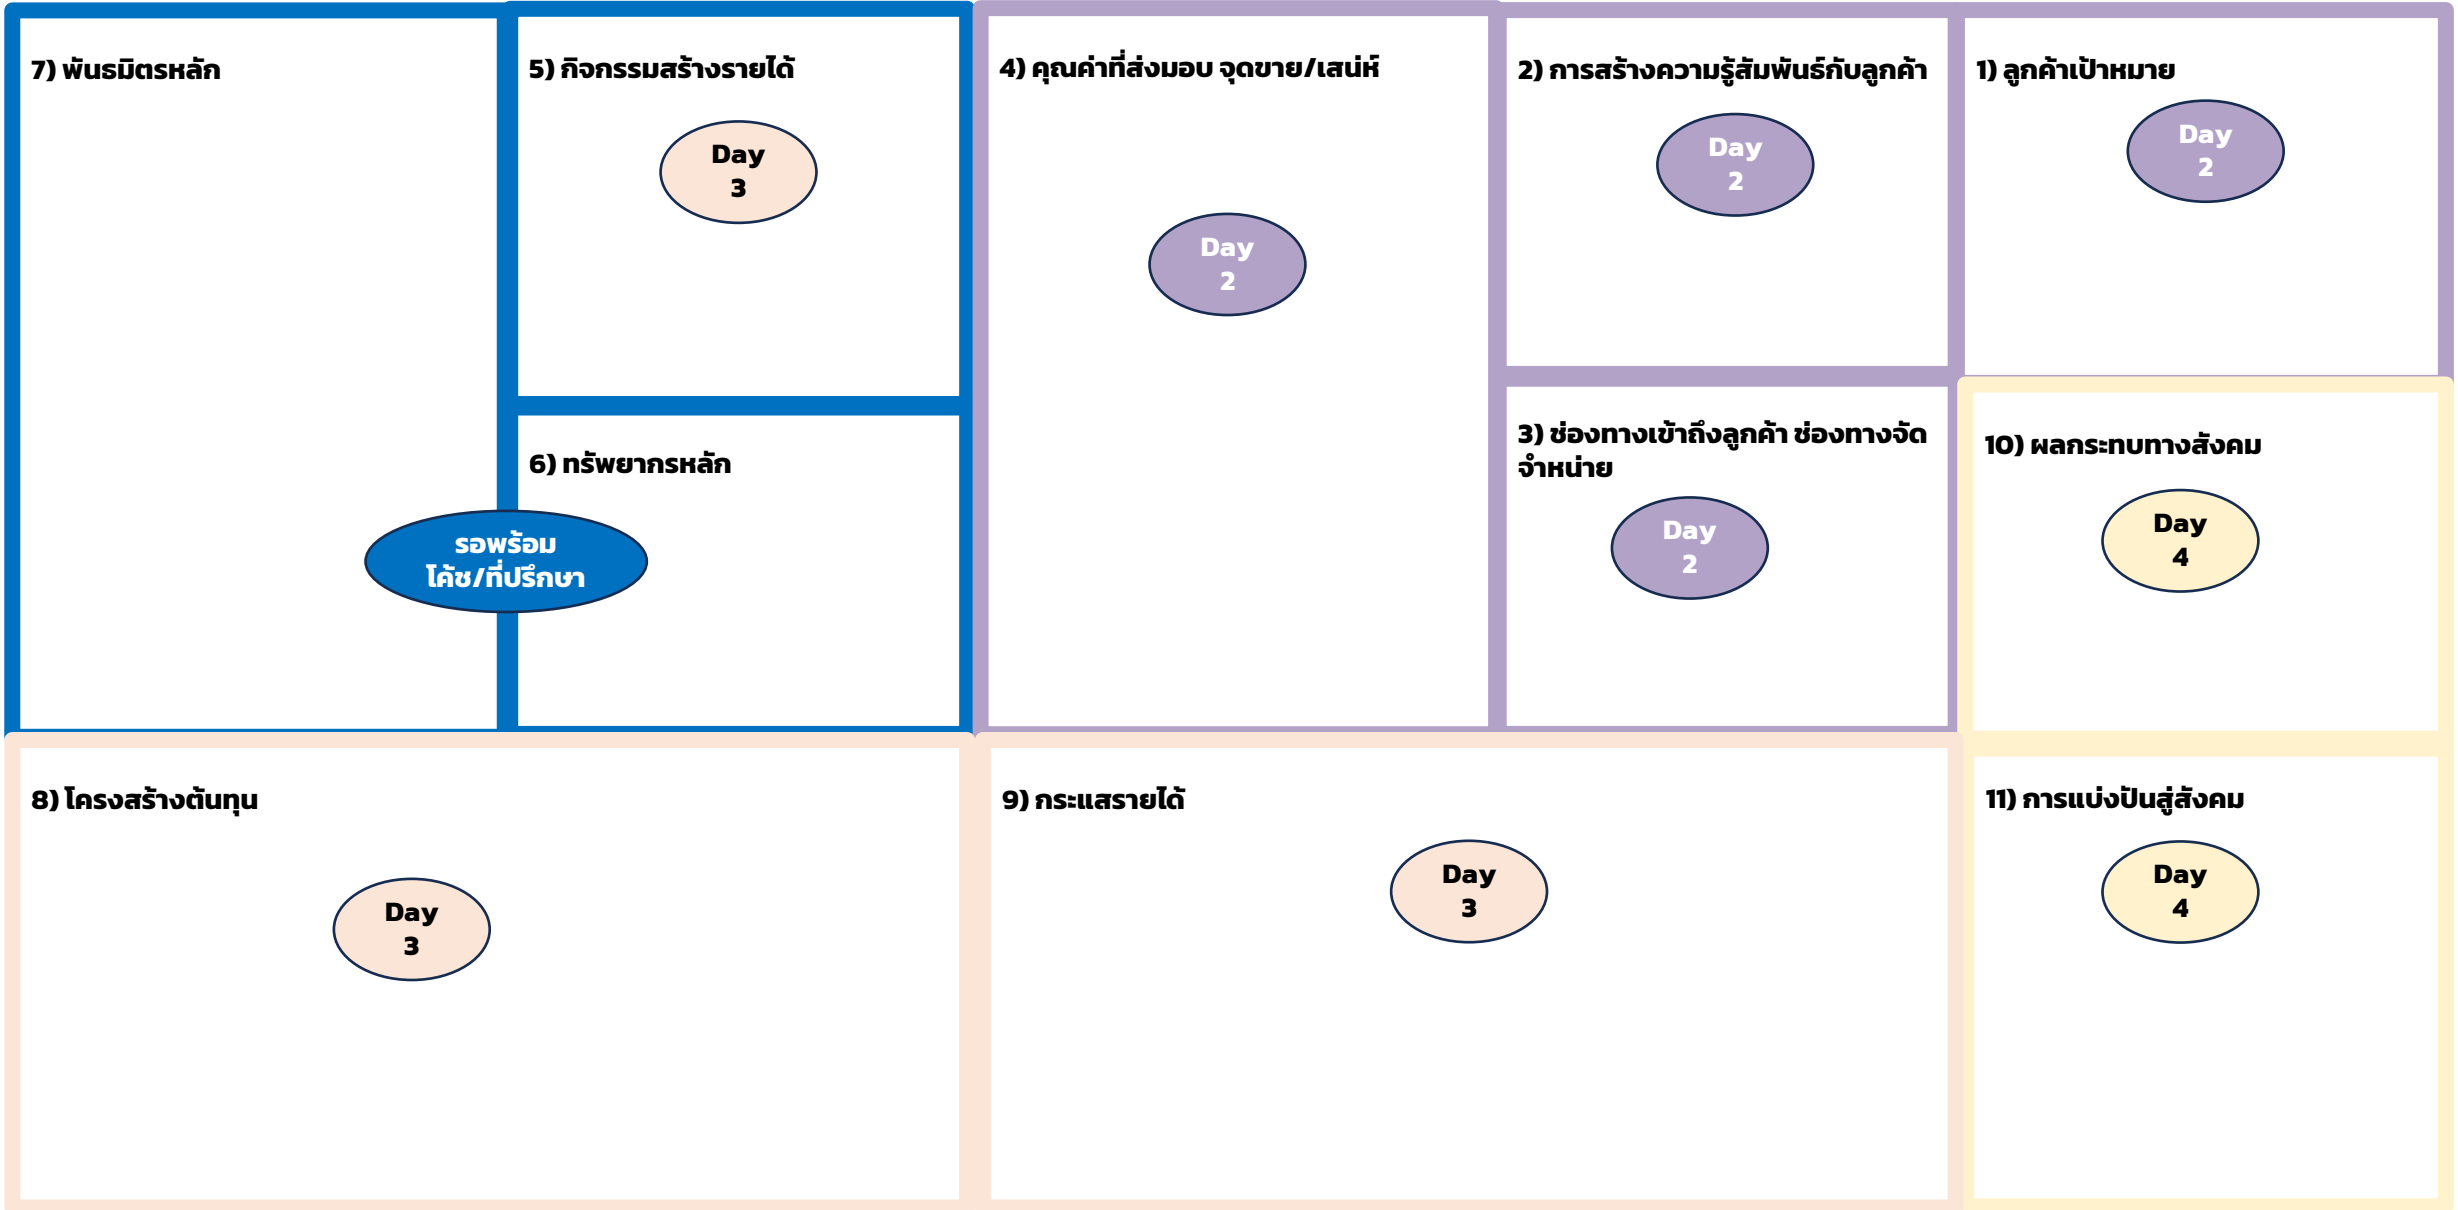 7) พันธมิตรหลัก
5) กิจกรรมสร้างรายได้
Day
3
4) คุณค่าที่ส่งมอบ จุดขาย/เสน่ห์
Day
2
2) การสร้างความรู้สัมพันธ์กับลูกค้า
Day
2
1) ลูกค้าเป้าหมาย
Day
2
6) ทรัพยากรหลัก
รอพร้อม
โค้ช/ที่ปรึกษา
3) ช่องทางเข้าถึงลูกค้า ช่องทางจัด
จำหน่าย
Day
2
10) ผลกระทบทางสังคม
Day
4
8) โครงสร้างต้นทุน
Day
3
9) กระแสรายได้
Day
3
11) การแบ่งปันสู่สังคม
Day
4